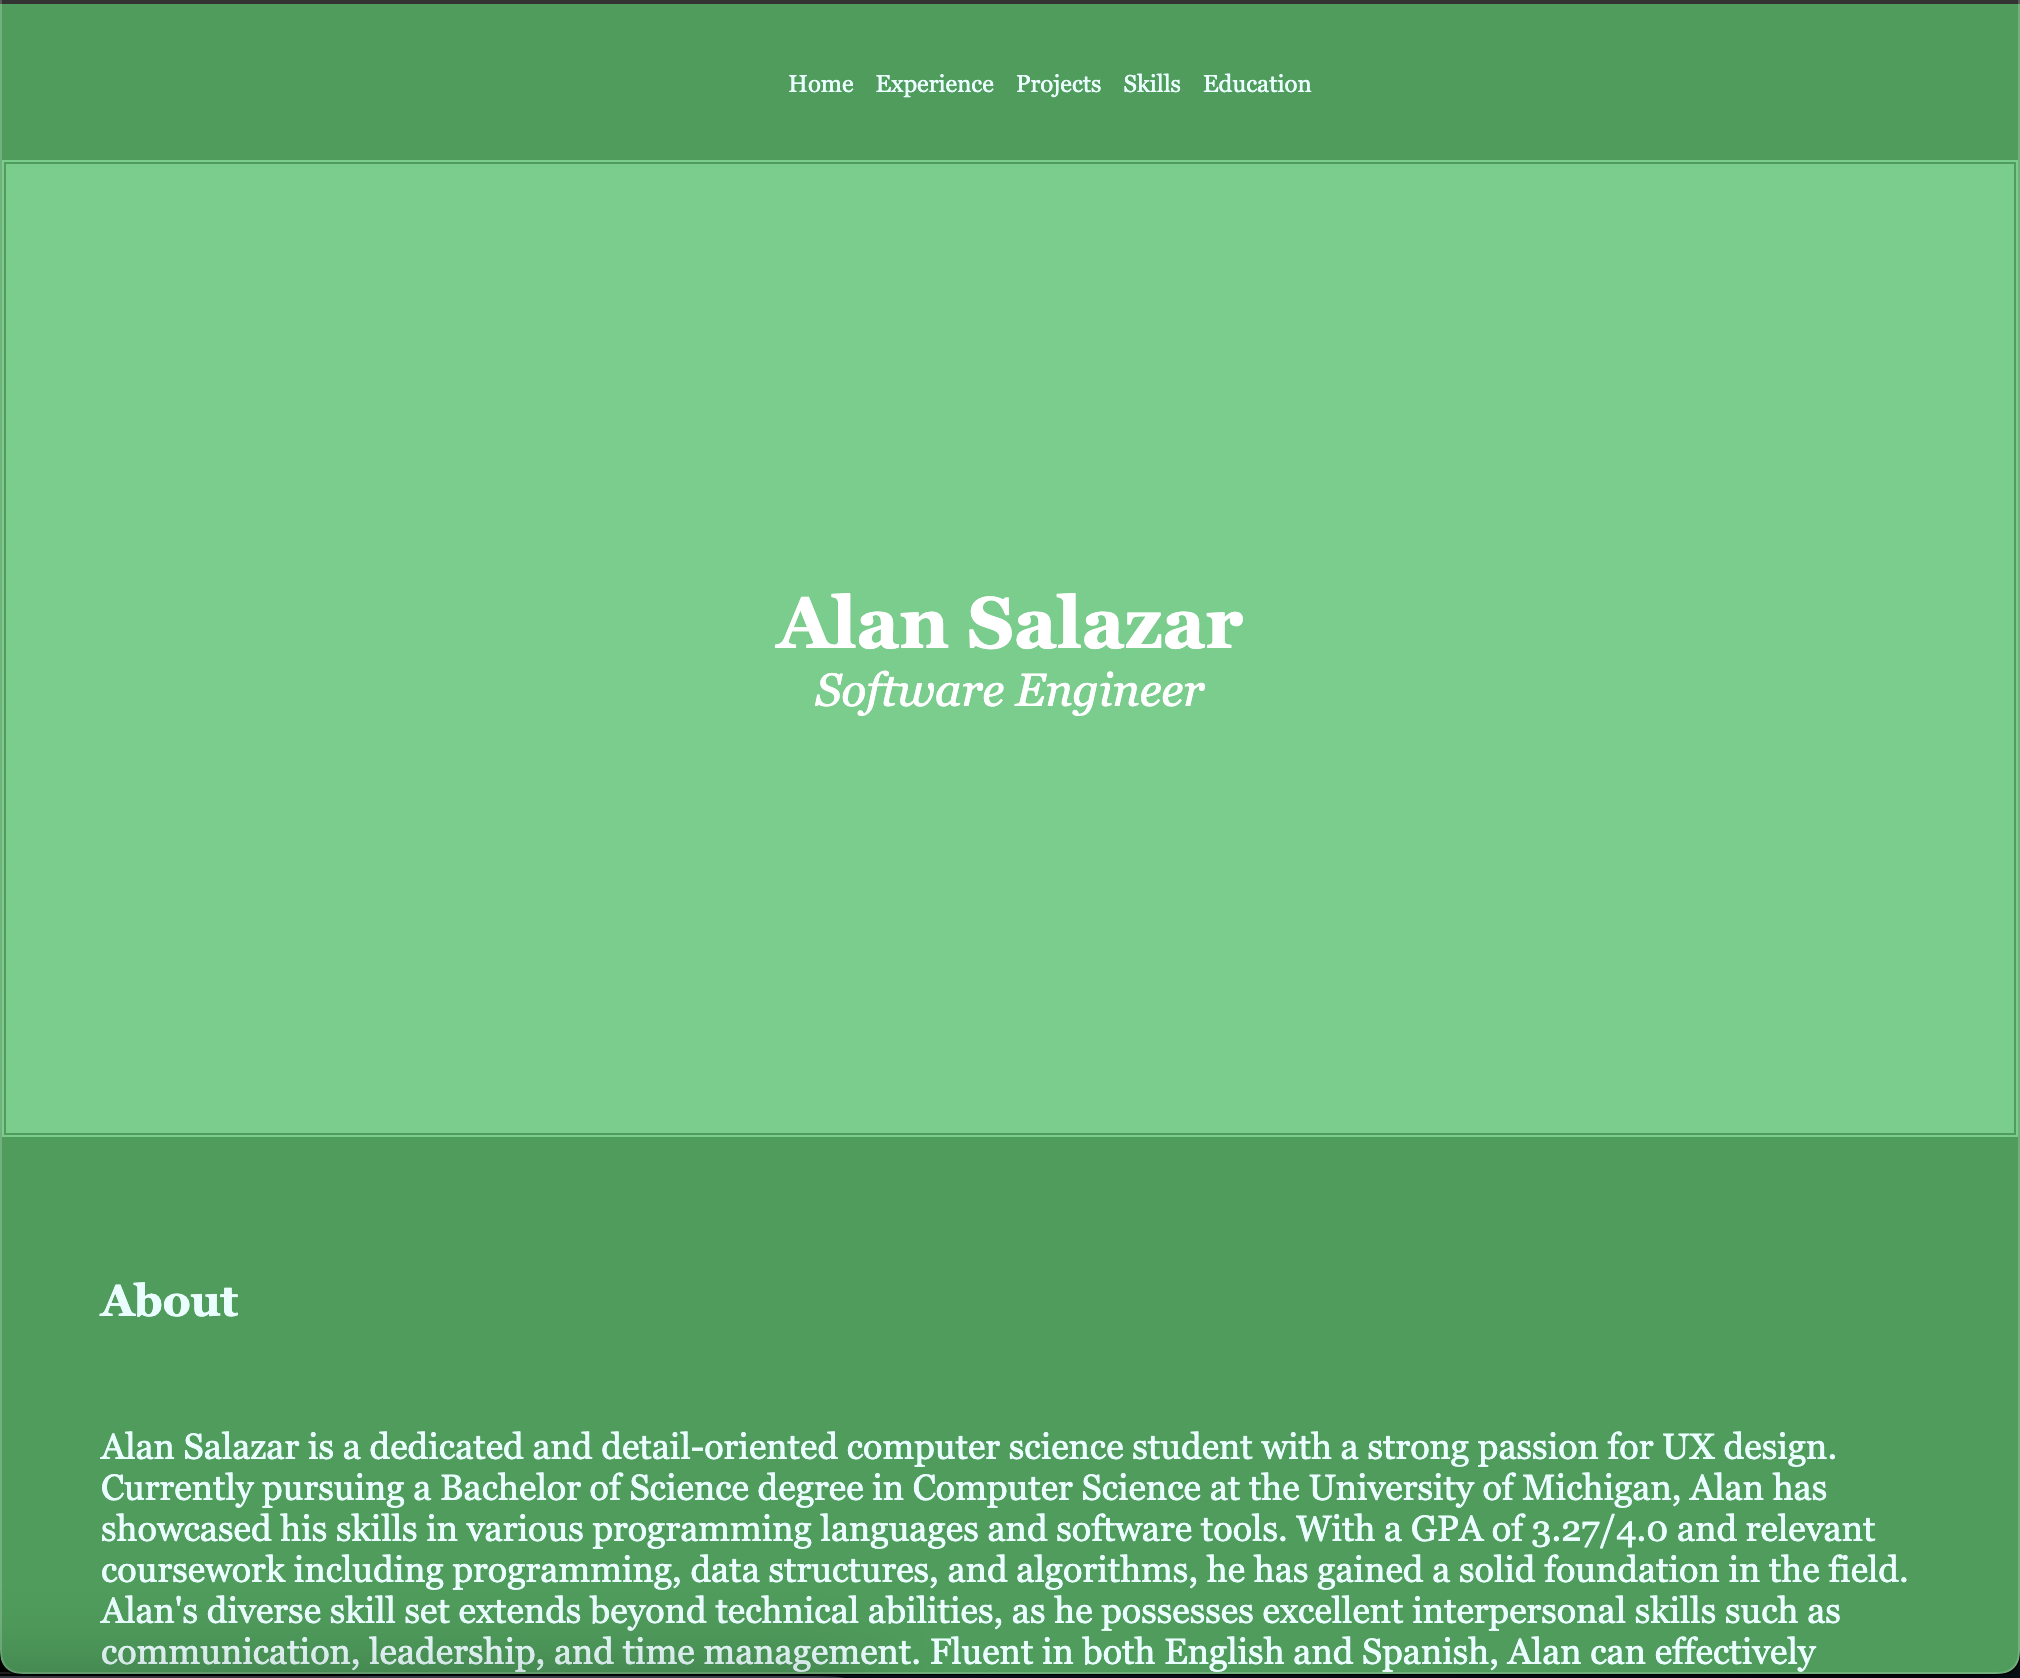 Home Experience Projects Skills Education
Alan Salazar
Software Engineer
About
Alan Salazar is a dedicated and detail-oriented computer science student with a strong passion for UX design.
Currently pursuing a Bachelor of Science degree in Computer Science at the University of Michigan, Alan has
showcased his skills in various programming languages and software tools. With a GPA of 3.27/4.0 and relevant
coursework including programming, data structures, and algorithms, he has gained a solid foundation in the field.
Alan's diverse skill set extends beyond technical abilities, as he possesses excellent interpersonal skills such as
communication, leadership, and time management. Fluent in both English and Spanish, Alan can effectively